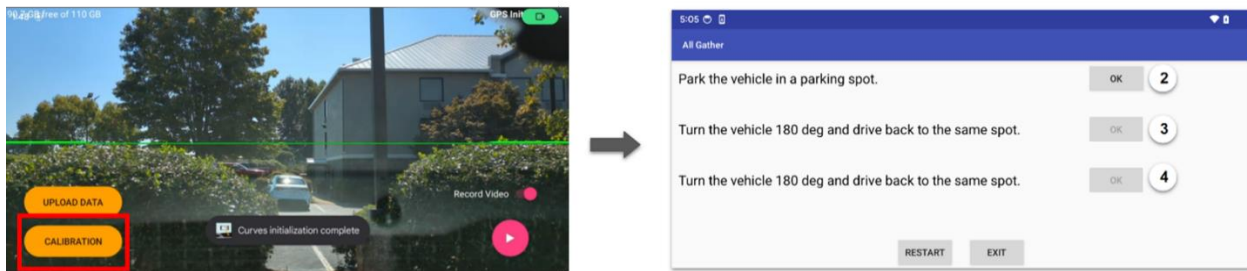 GB free of 110 GB
GPS Init
UPLOAD DATA
Record Video
CALIBRATION
Curves initialization complete
5:05
All Gather
Park the vehicle in a parking spot.
OK
2
Turn the vehicle 180 deg and drive back to the same spot.
OK
3
Turn the vehicle 180 deg and drive back to the same spot.
OK
4
RESTART
EXIT